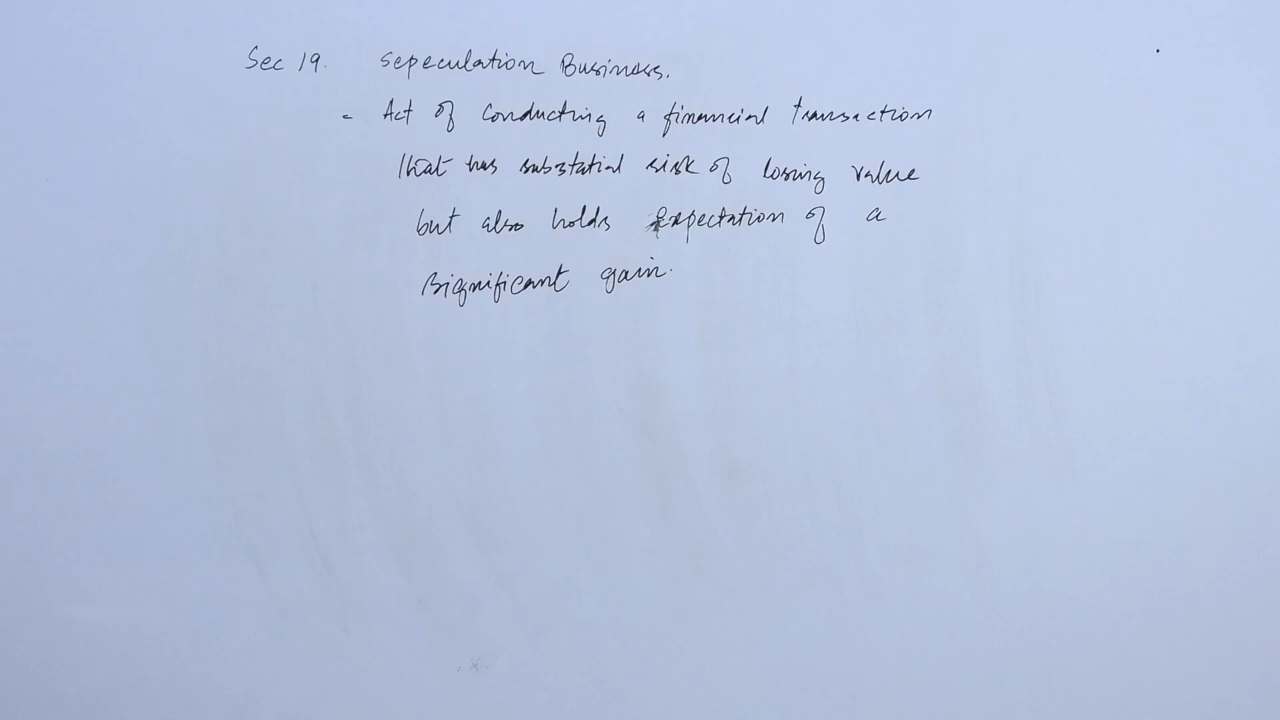 Sec 19. Sepeculation Business.
- Act of conducting a financial transaction
that has substatial risk of losing value
but also holds Expectation of a
significant gain.